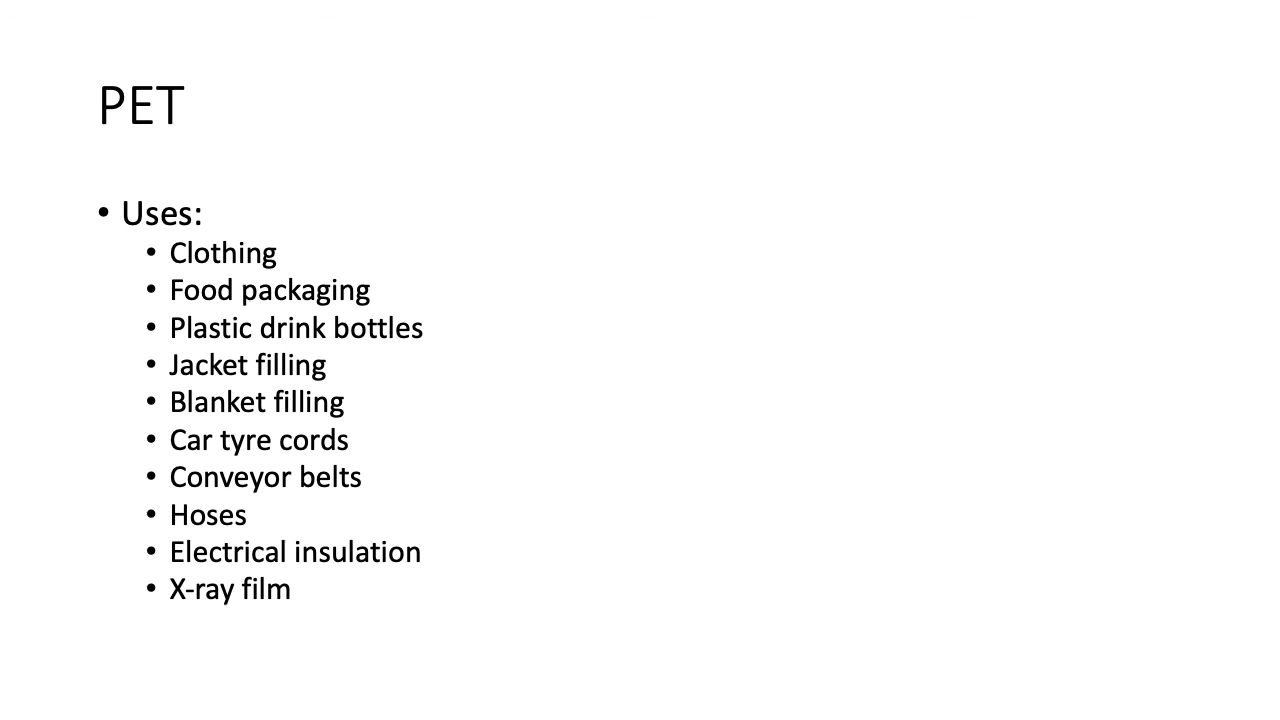 PET
• Uses:
• Clothing
• Food packaging
• Plastic drink bottles
• Jacket filling
• Blanket filling
• Car tyre cords
• Conveyor belts
• Hoses
• Electrical insulation
• X-ray film